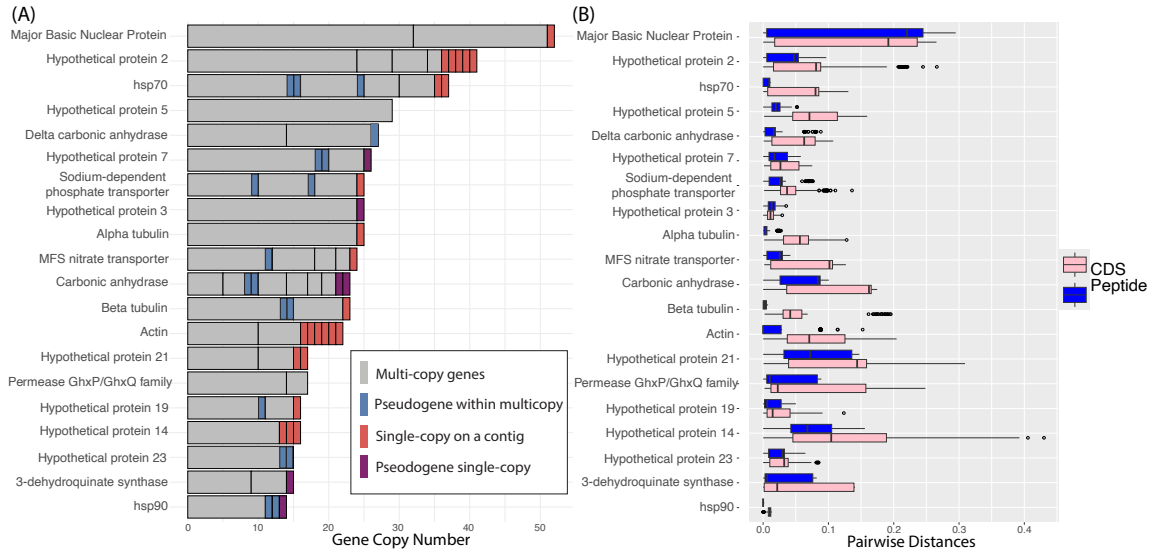 (A)
Major Basic Nuclear Protein
Hypothetical protein 2
hsp70
Hypothetical protein 5
Delta carbonic anhydrase
Hypothetical protein 7
Sodium-dependent
phosphate transporter
Hypothetical protein 3
Alpha tubulin
MFS nitrate transporter
Carbonic anhydrase
Beta tubulin
Actin
Hypothetical protein 21
Permease GhxP/GhxQ family
Hypothetical protein 19
Hypothetical protein 14
Hypothetical protein 23
3-dehydroquinate synthase
hsp90
0 10 20 30 40 50
Gene Copy Number
Multi-copy genes
Pseudogene within multicopy
Single-copy on a contig
Pseodogene single-copy
(B)
Major Basic Nuclear Protein
Hypothetical protein 2
hsp70
Hypothetical protein 5
Delta carbonic anhydrase
Hypothetical protein 7
Sodium-dependent
phosphate transporter
Hypothetical protein 3
Alpha tubulin
MFS nitrate transporter
Carbonic anhydrase
Beta tubulin
Actin
Hypothetical protein 21
Permease GhxP/GhxQ family
Hypothetical protein 19
Hypothetical protein 14
Hypothetical protein 23
3-dehydroquinate synthase
hsp90
0.0 0.1 0.2 0.3 0.4
Pairwise Distances
CDS
Peptide